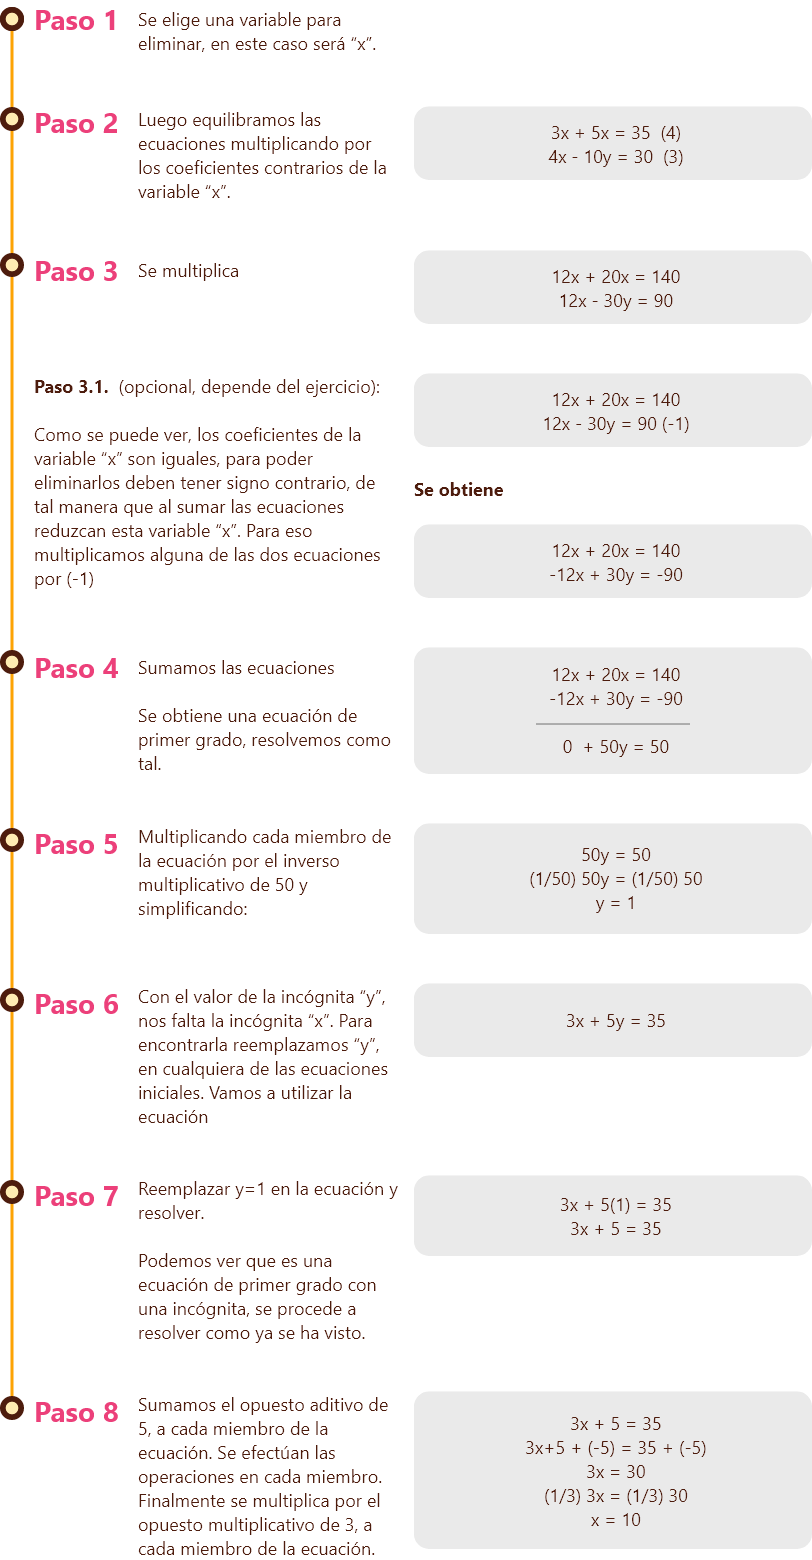 Paso 1
Se elige una variable para
eliminar, en este caso será “x”.
Paso 2
Luego equilibramos las
ecuaciones multiplicando por
los coeficientes contrarios de la
variable “x”.
3x + 5x = 35 (4)
4x - 10y = 30 (3)
Paso 3
Se multiplica
12x + 20x = 140
12x - 30y = 90
Paso 3.1. (opcional, depende del ejercicio):
Como se puede ver, los coeficientes de la
variable “x” son iguales, para poder
eliminarlos deben tener signo contrario, de
tal manera que al sumar las ecuaciones
reduzcan esta variable “x”. Para eso
multiplicamos alguna de las dos ecuaciones
por (-1)
12x + 20x = 140
12x - 30y = 90 (-1)
Se obtiene
12x + 20x = 140
-12x + 30y = -90
Paso 4
Sumamos las ecuaciones
Se obtiene una ecuación de
primer grado, resolvemos como
tal.
12x + 20x = 140
-12x + 30y = -90
0 + 50y = 50
Paso 5
Multiplicando cada miembro de
la ecuación por el inverso
multiplicativo de 50 y
simplificando:
50y = 50
(1/50) 50y = (1/50) 50
y = 1
Paso 6
Con el valor de la incógnita “y”,
nos falta la incógnita “x”. Para
encontrarla reemplazamos “y”,
en cualquiera de las ecuaciones
iniciales. Vamos a utilizar la
ecuación
3x + 5y = 35
Paso 7
Reemplazar y=1 en la ecuación y
resolver.
Podemos ver que es una
ecuación de primer grado con
una incógnita, se procede a
resolver como ya se ha visto.
3x + 5(1) = 35
3x + 5 = 35
Paso 8
Sumamos el opuesto aditivo de
5, a cada miembro de la
ecuación. Se efectúan las
operaciones en cada miembro.
Finalmente se multiplica por el
opuesto multiplicativo de 3, a
cada miembro de la ecuación.
3x + 5 = 35
3x+5 + (-5) = 35 + (-5)
3x = 30
(1/3) 3x = (1/3) 30
x = 10